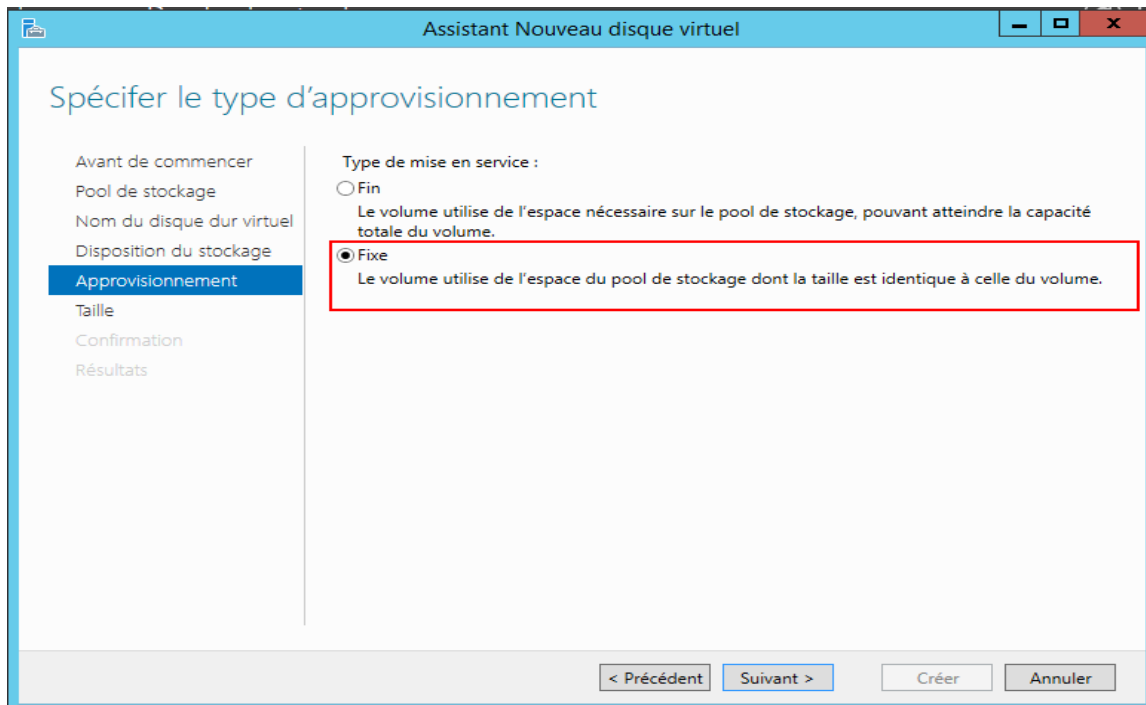 Assistant Nouveau disque virtuel
Spécifer le type d'approvisionnement
Avant de commencer
Pool de stockage
Nom du disque dur virtuel
Disposition du stockage
Approvisionnement
Taille
Confirmation
Résultats
Type de mise en service :
Fin
Le volume utilise de l'espace nécessaire sur le pool de stockage, pouvant atteindre la capacité
totale du volume.
Fixe
Le volume utilise de l'espace du pool de stockage dont la taille est identique à celle du volume.
< Précédent
Suivant >
Créer
Annuler